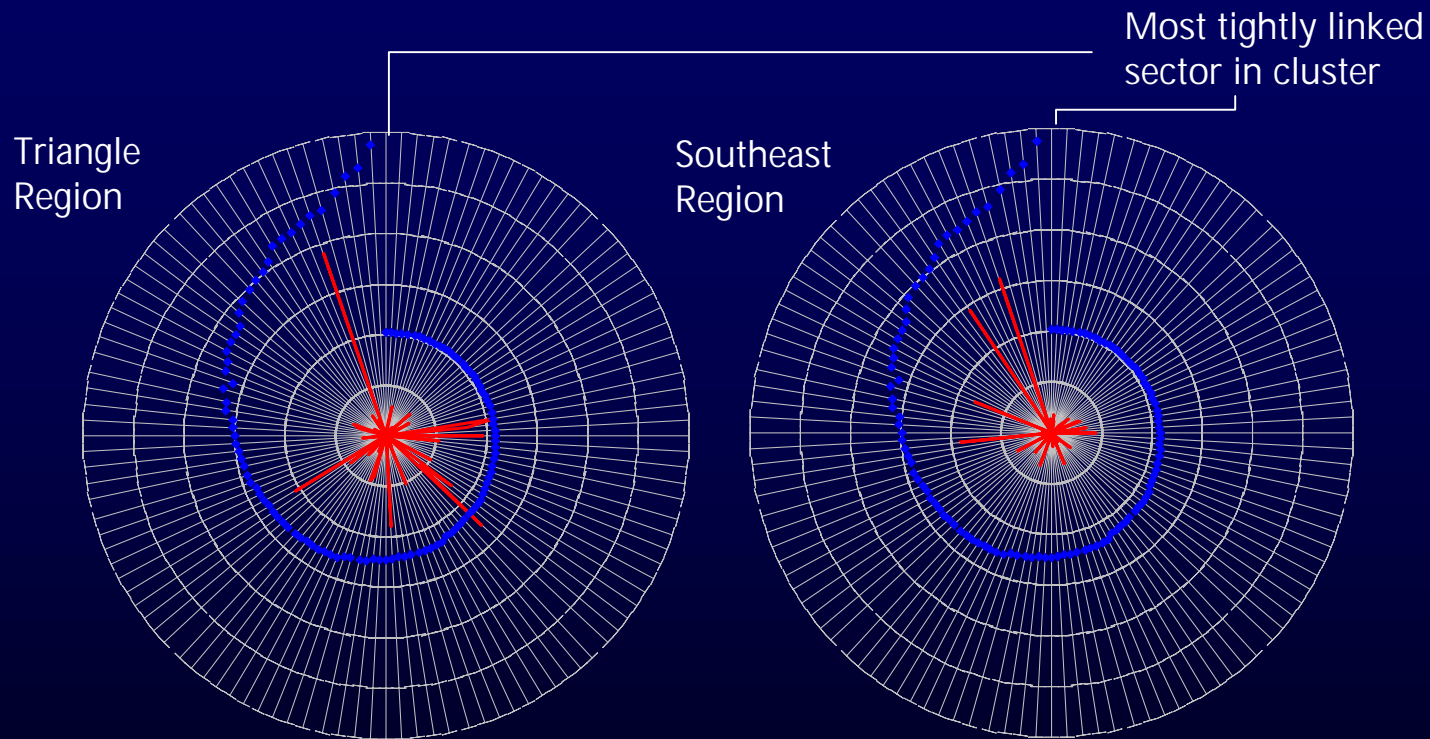 Most tightly linked
sector in cluster
Triangle
Region
Southeast
Region